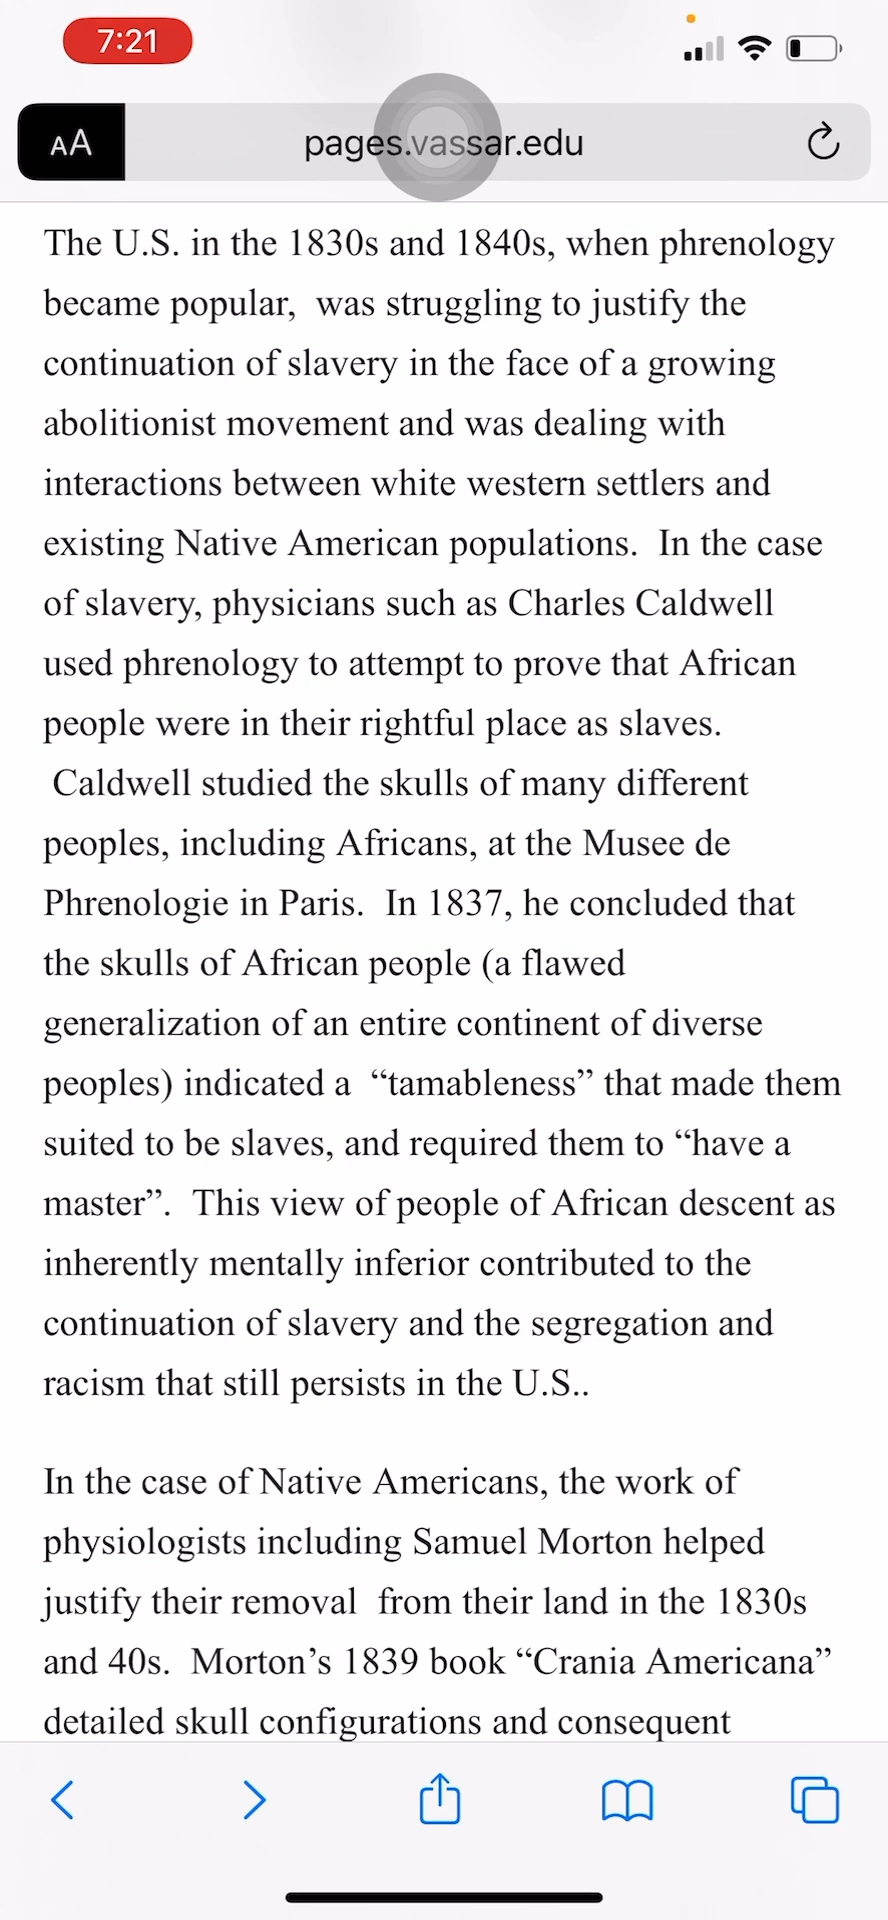 7:21
AA
pages.vassar.edu
The U.S. in the 1830s and 1840s, when phrenology
became popular,  was struggling to justify the
continuation of slavery in the face of a growing
abolitionist movement and was dealing with
interactions between white western settlers and
existing Native American populations.  In the case
of slavery, physicians such as Charles Caldwell
used phrenology to attempt to prove that African
people were in their rightful place as slaves.
Caldwell studied the skulls of many different
peoples, including Africans, at the Musee de
Phrenologie in Paris.  In 1837, he concluded that
the skulls of African people (a flawed
generalization of an entire continent of diverse
peoples) indicated a  “tamableness” that made them
suited to be slaves, and required them to “have a
master”.  This view of people of African descent as
inherently mentally inferior contributed to the
continuation of slavery and the segregation and
racism that still persists in the U.S..
In the case of Native Americans, the work of
physiologists including Samuel Morton helped
justify their removal  from their land in the 1830s
and 40s.  Morton’s 1839 book “Crania Americana”
detailed skull configurations and consequent